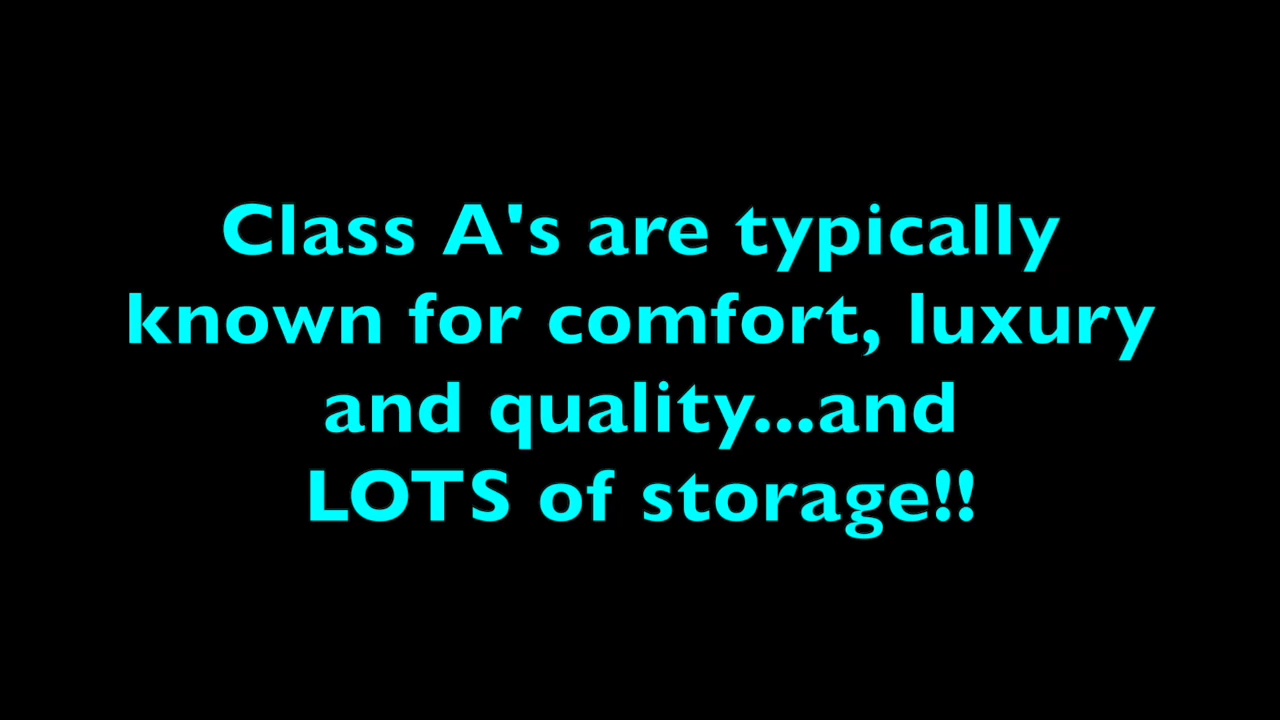 Class A's are typically
known for comfort, luxury
and quality...and
LOTS of storage!!